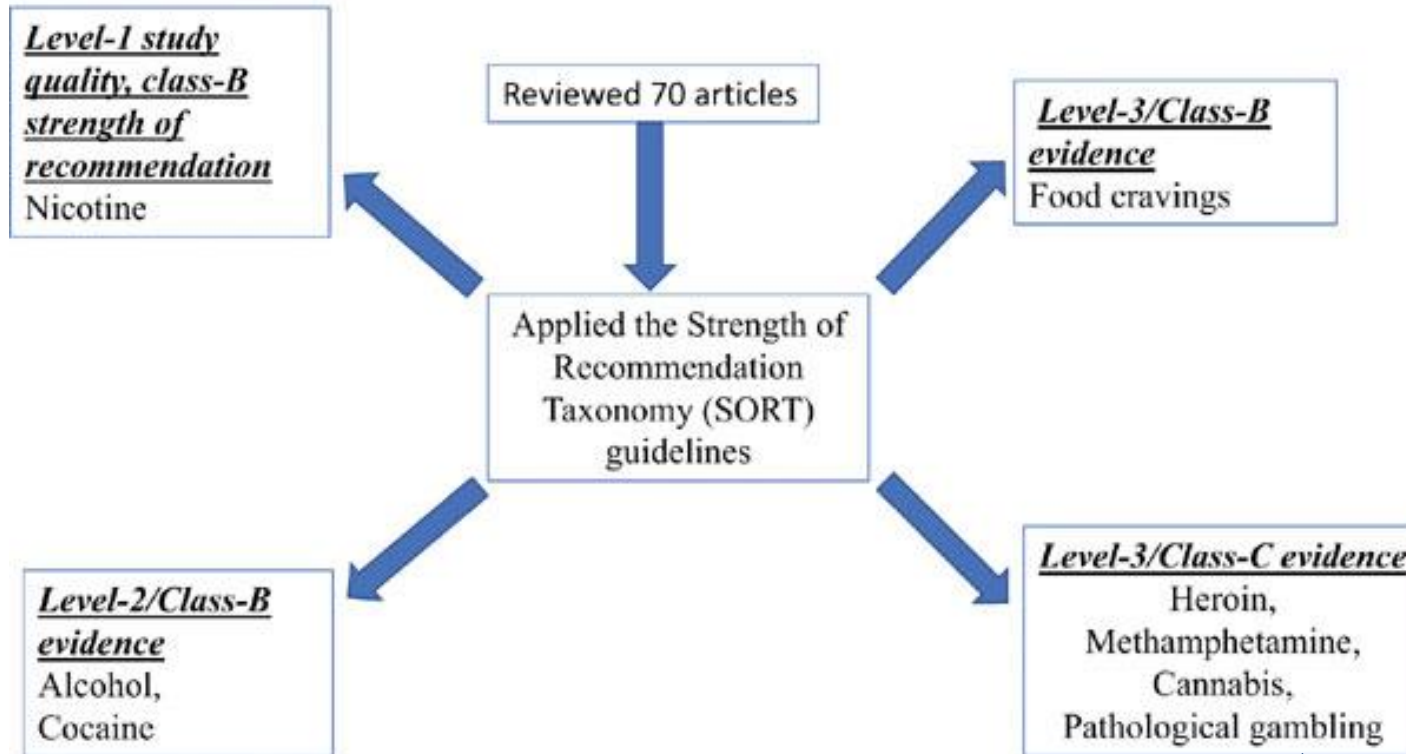 Level-1 study
quality, class-B
strength of
recommendation
Nicotine
Reviewed 70 articles
Level-3/Class-B
evidence
Food cravings
Applied the Strength of
Recommendation
Taxonomy (SORT)
guidelines
Level-2/Class-B
evidence
Alcohol,
Cocaine
Level-3/Class-C evidence
Heroin,
Methamphetamine,
Cannabis,
Pathological gambling